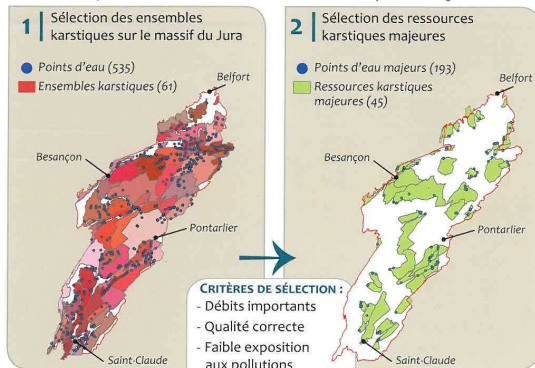 1 Sélection des ensembles
karstiques sur le massif du Jura
Points d'eau (535)
Ensembles karstiques (61)
Belfort
Besançon
Pontarlier
Saint-Claude
2 Sélection des ressources
karstiques majeures
Points d'eau majeurs (193)
Ressources karstiques
majeures (45)
Belfort
Besançon
Pontarlier
Saint-Claude
CRITÈRES DE SÉLECTION :
- Débits importants
- Qualité correcte
- Faible exposition
aux pollutions